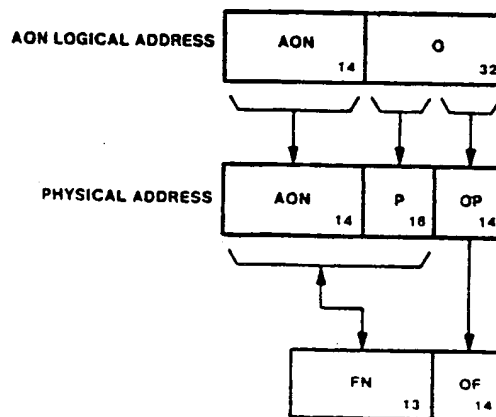 AON LOGICAL ADDRESS AON 14 O 32
PHYSICAL ADDRESS AON 14 P 18 OP 14
FN 13 OF 14